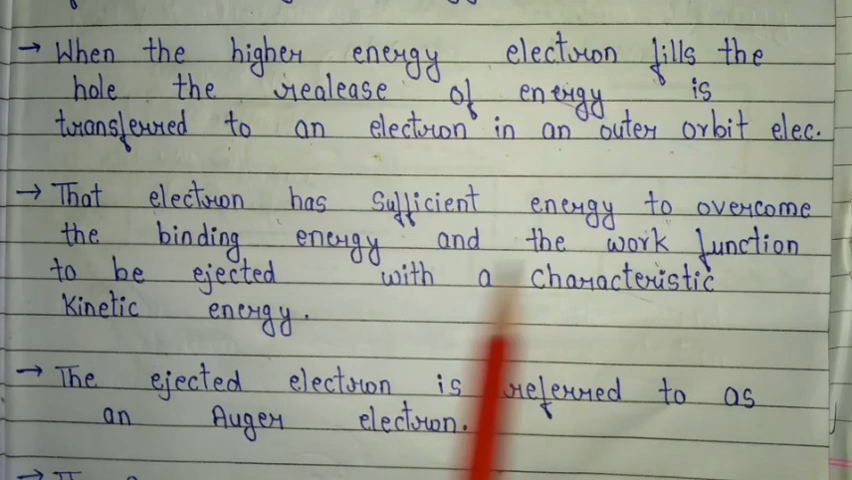 → When the higher energy electron fills the
hole the realease of energy is
transferred to an electron in an outer orbit elec.
→ That electron has sufficient energy to overcome
the binding energy and the work function
to be ejected with a characteristic
Kinetic energy.
→ The ejected electron is referred to as
an Auger electron.